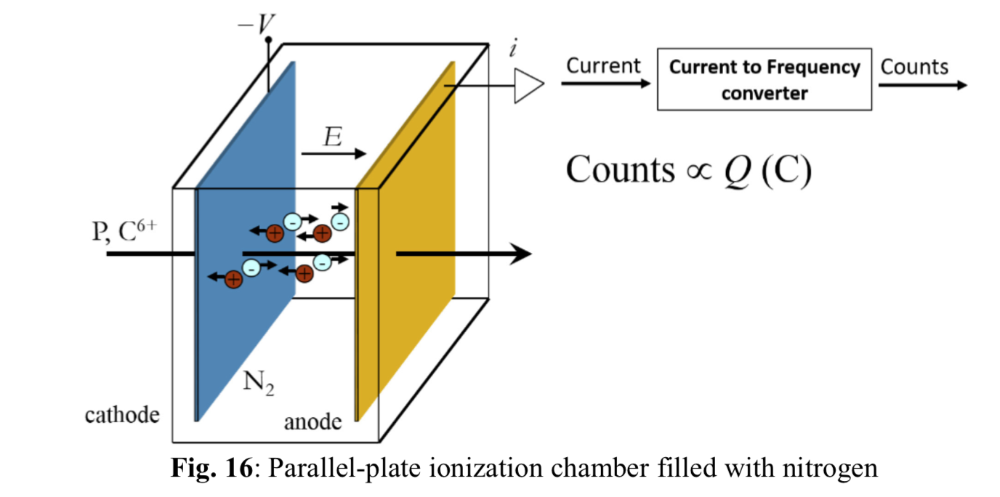 −V
i
Current
Current to Frequency
converter
Counts
E
Counts ∝ Q (C)
P, C⁶⁺
+ - + -
+ - + -
N₂
cathode
anode
Fig. 16: Parallel-plate ionization chamber filled with nitrogen